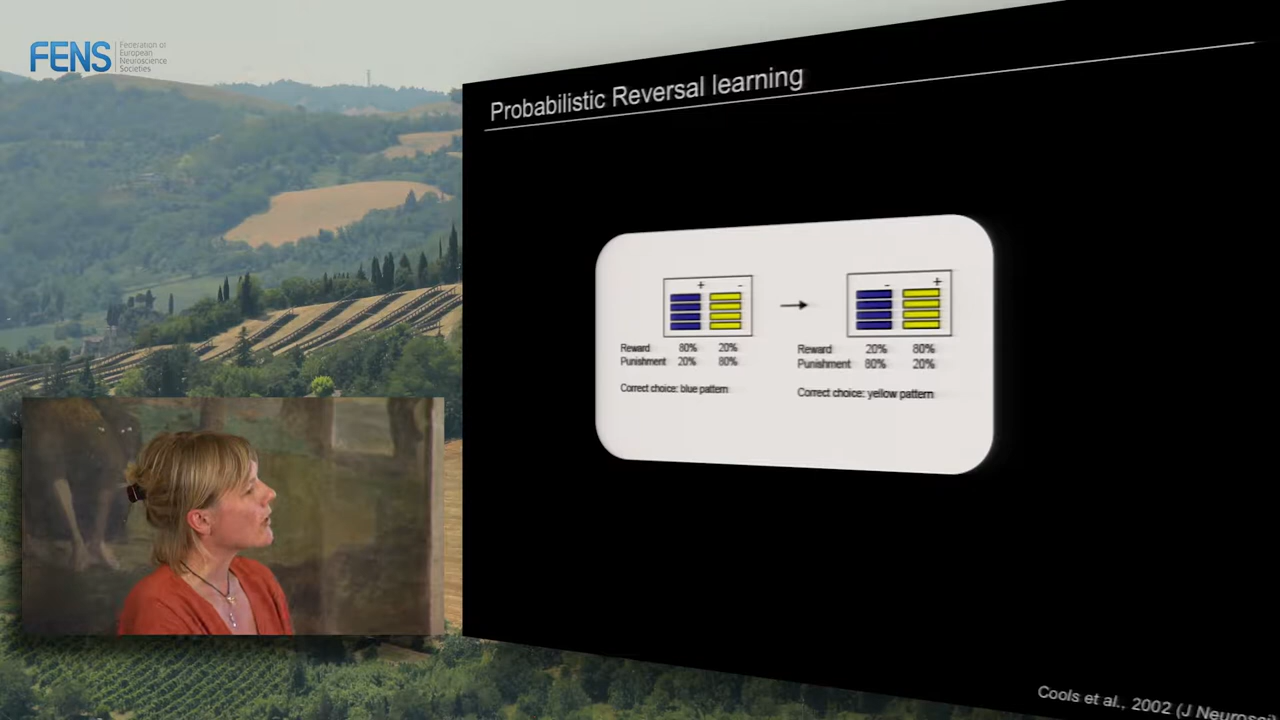 FENS
Federation of
European
Neuroscience
Societies
Probabilistic Reversal learning
+ -
- +
Reward 80% 20%
Punishment 20% 80%
Correct choice: blue pattern
Reward 20% 80%
Punishment 80% 20%
Correct choice: yellow pattern
Cools et al., 2002 (J Neurosci